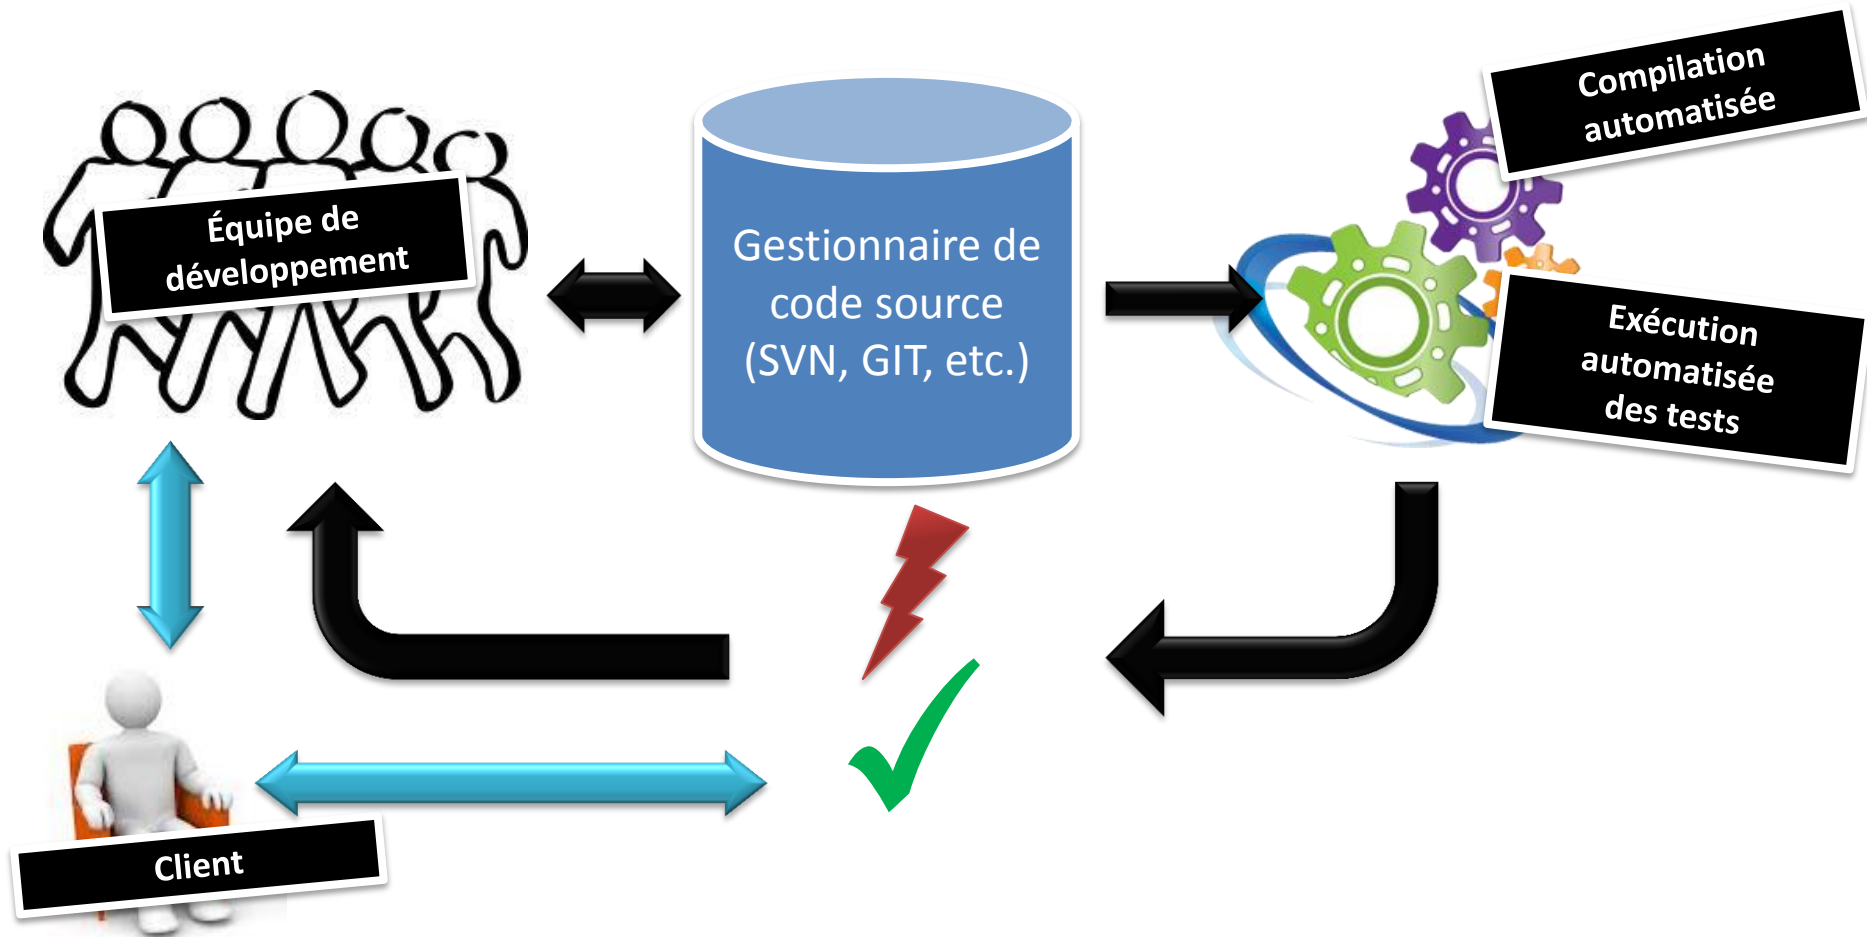 Équipe de
développement
Gestionnaire de
code source
(SVN, GIT, etc.)
Compilation
automatisée
Exécution
automatisée
des tests
Client